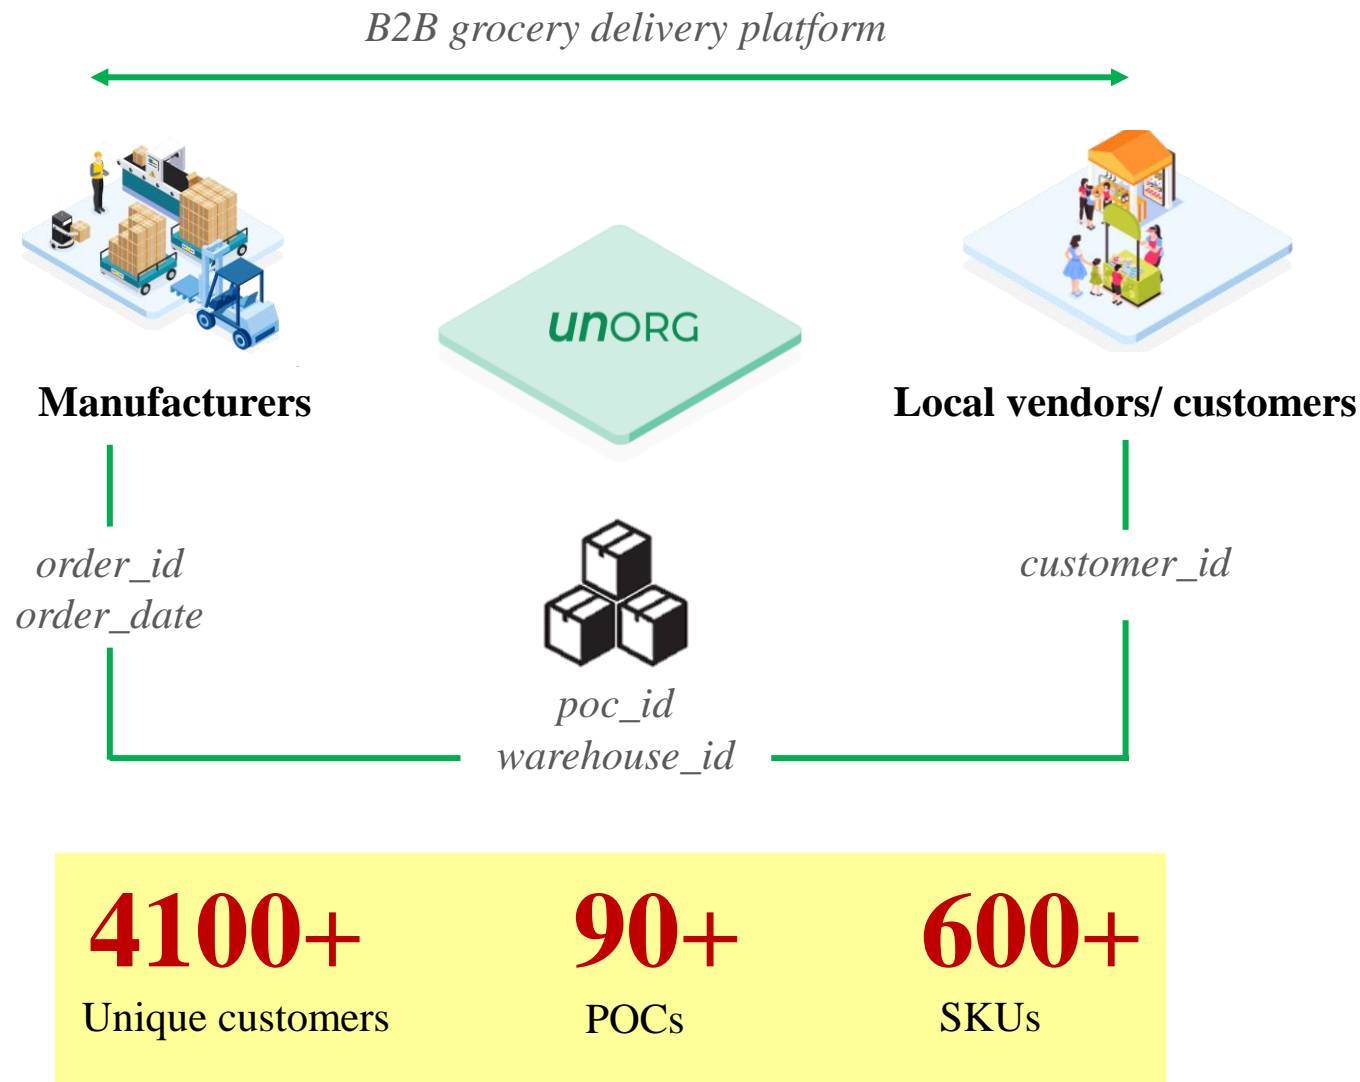 B2B grocery delivery platform
unORG
Manufacturers
Local vendors/ customers
order_id
order_date
customer_id
poc_id
warehouse_id
4100+
90+
600+
Unique customers
POCs
SKUs